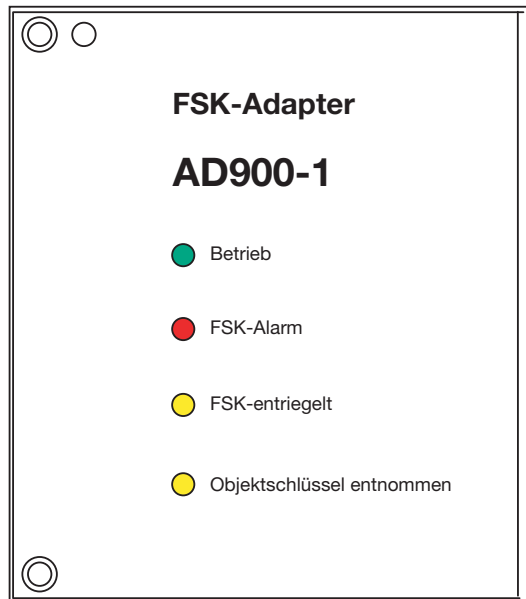 FSK-Adapter
AD900-1
Betrieb
FSK-Alarm
FSK-entriegelt
Objektschlüssel entnommen